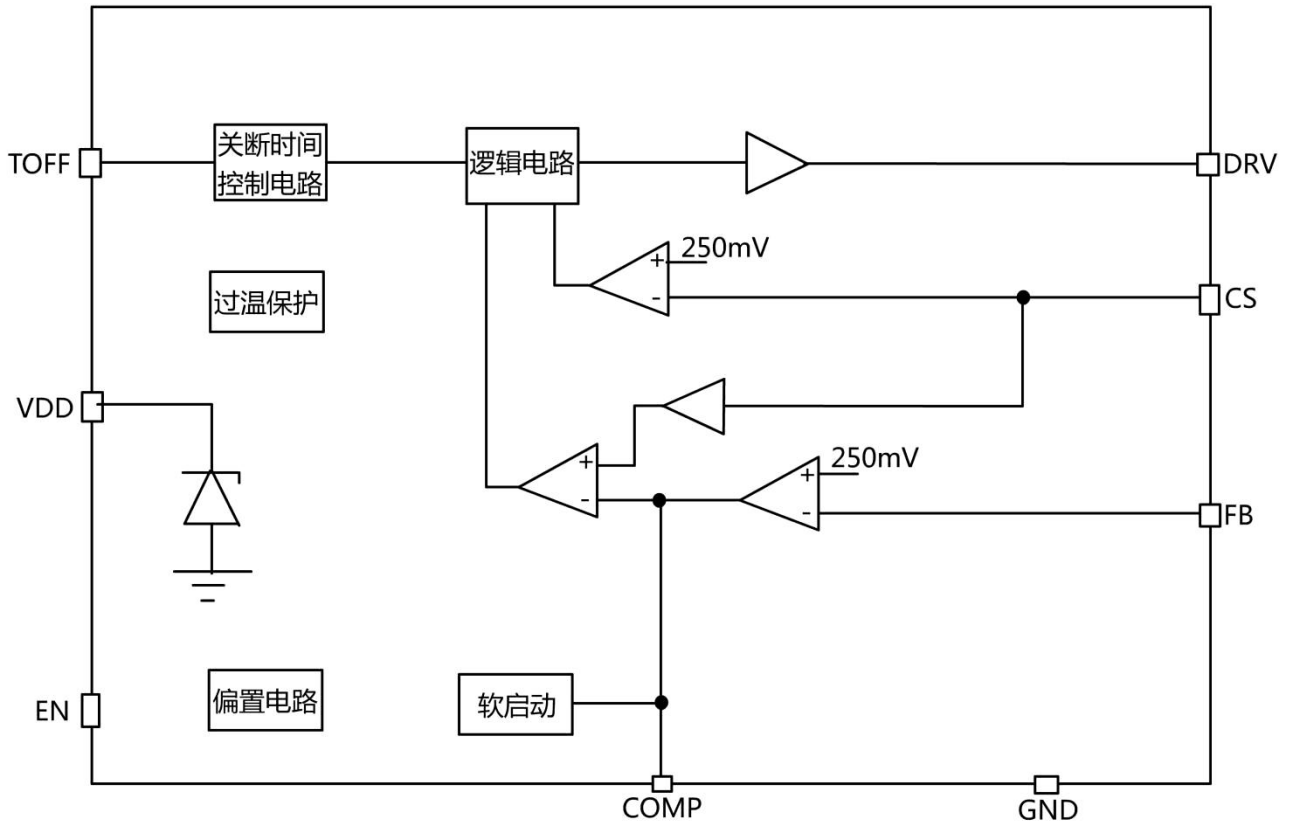 关断时间
控制电路
逻辑电路
TOFF
DRV
250mV
+
-
过温保护
CS
VDD
+
-
250mV
+
-
FB
偏置电路
软启动
EN
COMP
GND